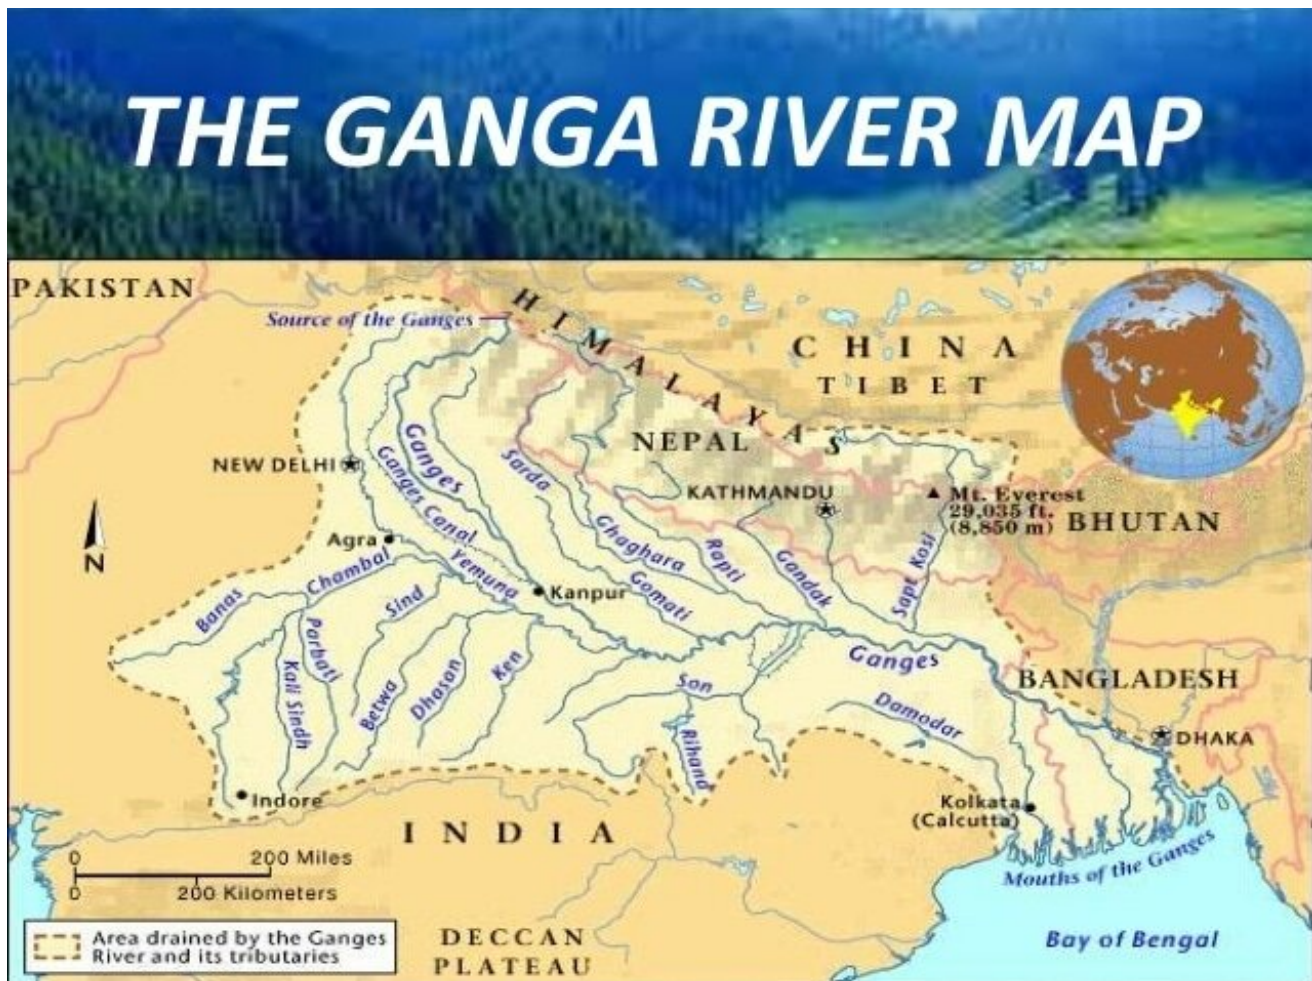 THE GANGA RIVER MAP
PAKISTAN
Source of the Ganges
HIMALAYAS
CHINA
TIBET
NEPAL
NEW DELHI
Ganges
Ganges Canal
Sarda
KATHMANDU
Mt. Everest
29,035 ft.
(8,850 m)
BHUTAN
N
Agra
Chambal
Yemuna
Kanpur
Ghaghara
Rapti
Gomati
Gandak
Sapt Kosi
Banas
Sind
Parbati
Kali Sindh
Betwa
Dhasan
Ken
Son
Rihand
Ganges
Damodar
BANGLADESH
DHAKA
Indore
Kolkata
(Calcutta)
INDIA
Mouths of the Ganges
Bay of Bengal
0 200 Miles
0 200 Kilometers
Area drained by the Ganges
River and its tributaries
DECCAN
PLATEAU